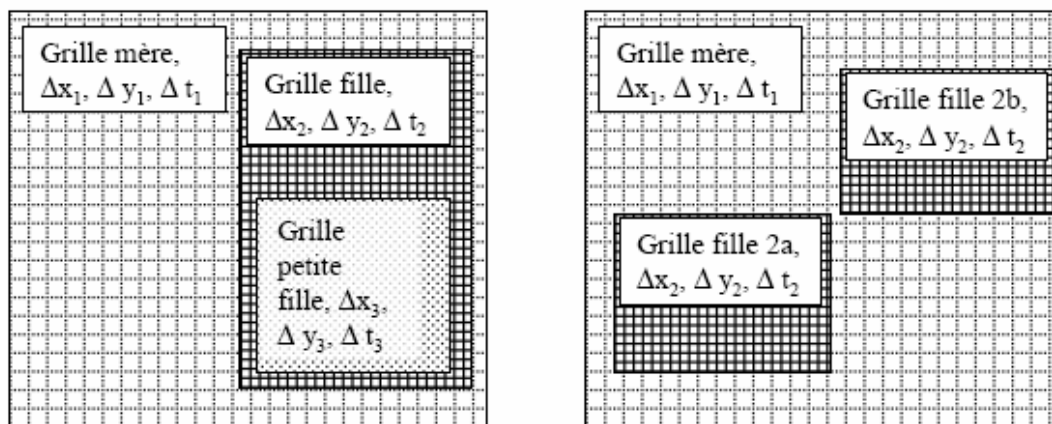 Grille mère,
Δx₁, Δ y₁, Δ t₁
Grille fille,
Δx₂, Δ y₂, Δ t₂
Grille
petite
fille, Δx₃,
Δ y₃, Δ t₃
Grille mère,
Δx₁, Δ y₁, Δ t₁
Grille fille 2b,
Δx₂, Δ y₂, Δ t₂
Grille fille 2a,
Δx₂, Δ y₂, Δ t₂